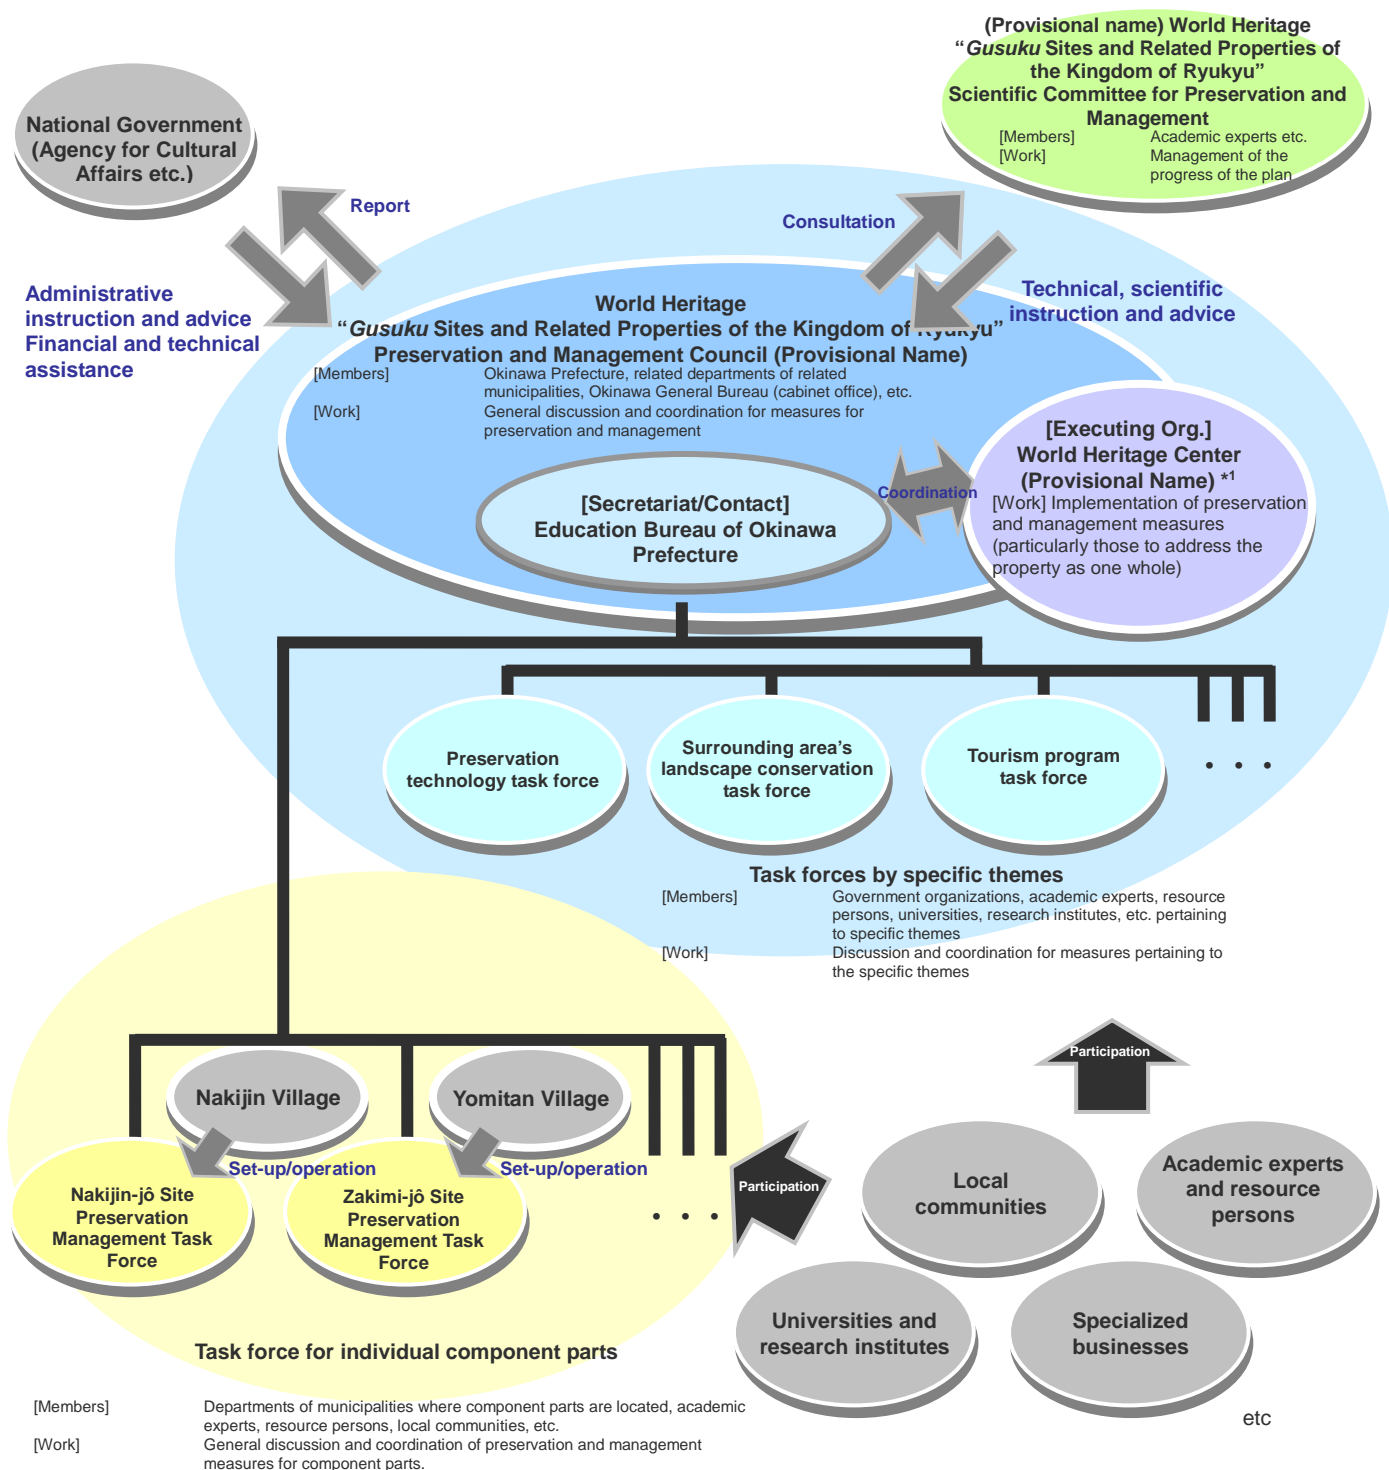 (Provisional name) World Heritage
“Gusuku Sites and Related Properties of
the Kingdom of Ryukyu”
Scientific Committee for Preservation and
Management
[Members] Academic experts etc.
[Work] Management of the
progress of the plan
National Government
(Agency for Cultural
Affairs etc.)
Report
Consultation
Administrative
instruction and advice
Financial and technical
assistance
Technical, scientific
instruction and advice
World Heritage
“Gusuku Sites and Related Properties of the Kingdom of Ryukyu”
Preservation and Management Council (Provisional Name)
[Members] Okinawa Prefecture, related departments of related
municipalities, Okinawa General Bureau (cabinet office), etc.
[Work] General discussion and coordination for measures for
preservation and management
[Executing Org.]
World Heritage Center
(Provisional Name) *1
[Work] Implementation of preservation
and management measures
(particularly those to address the
property as one whole)
Coordination
[Secretariat/Contact]
Education Bureau of Okinawa
Prefecture
Preservation
technology task force
Surrounding area’s
landscape conservation
task force
Tourism program
task force
. . .
Task forces by specific themes
[Members] Government organizations, academic experts, resource
persons, universities, research institutes, etc. pertaining
to specific themes
[Work] Discussion and coordination for measures pertaining to
the specific themes
Participation
Nakijin Village
Yomitan Village
Set-up/operation
Set-up/operation
Nakijin-jô Site
Preservation
Management Task
Force
Zakimi-jô Site
Preservation
Management Task
Force
. . .
Participation
Local
communities
Academic experts
and resource
persons
Universities and
research institutes
Specialized
businesses
etc
Task force for individual component parts
[Members] Departments of municipalities where component parts are located, academic
experts, resource persons, local communities, etc.
[Work] General discussion and coordination of preservation and management
measures for component parts.